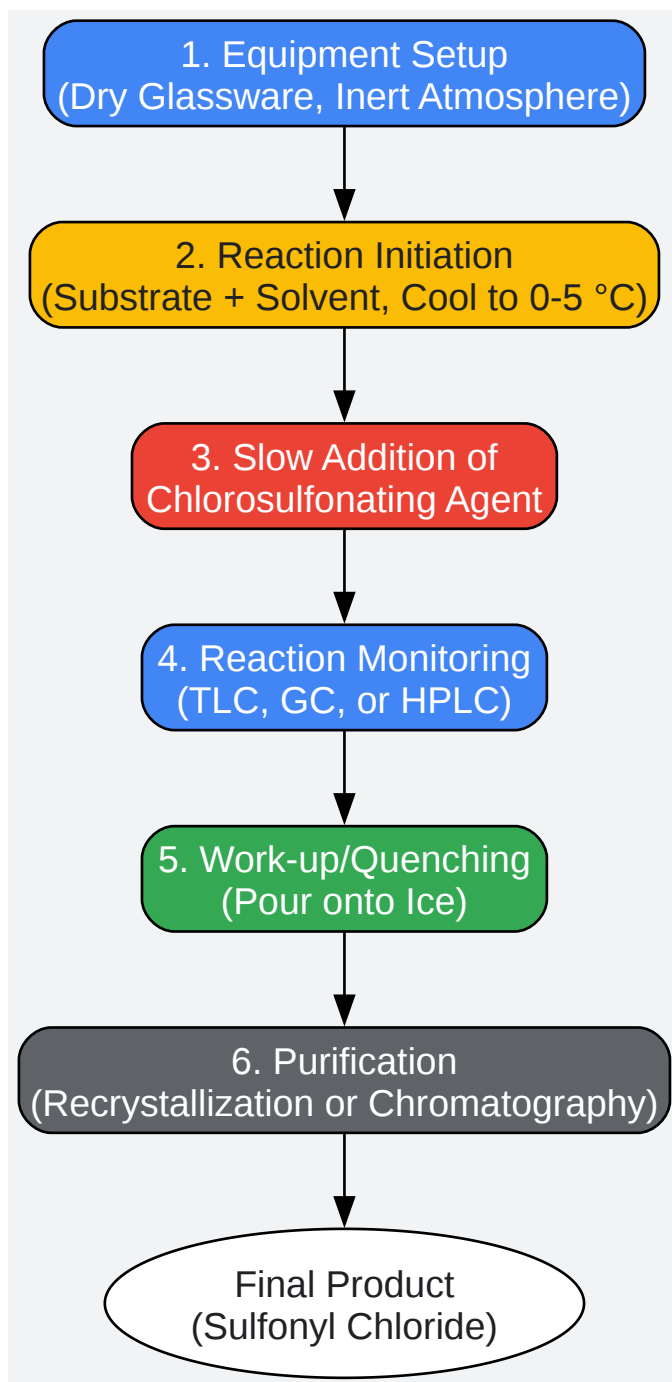 1. Equipment Setup
(Dry Glassware, Inert Atmosphere)
2. Reaction Initiation
(Substrate + Solvent, Cool to 0-5 °C)
3. Slow Addition of
Chlorosulfonating Agent
4. Reaction Monitoring
(TLC, GC, or HPLC)
5. Work-up/Quenching
(Pour onto Ice)
6. Purification
(Recrystallization or Chromatography)
Final Product
(Sulfonyl Chloride)